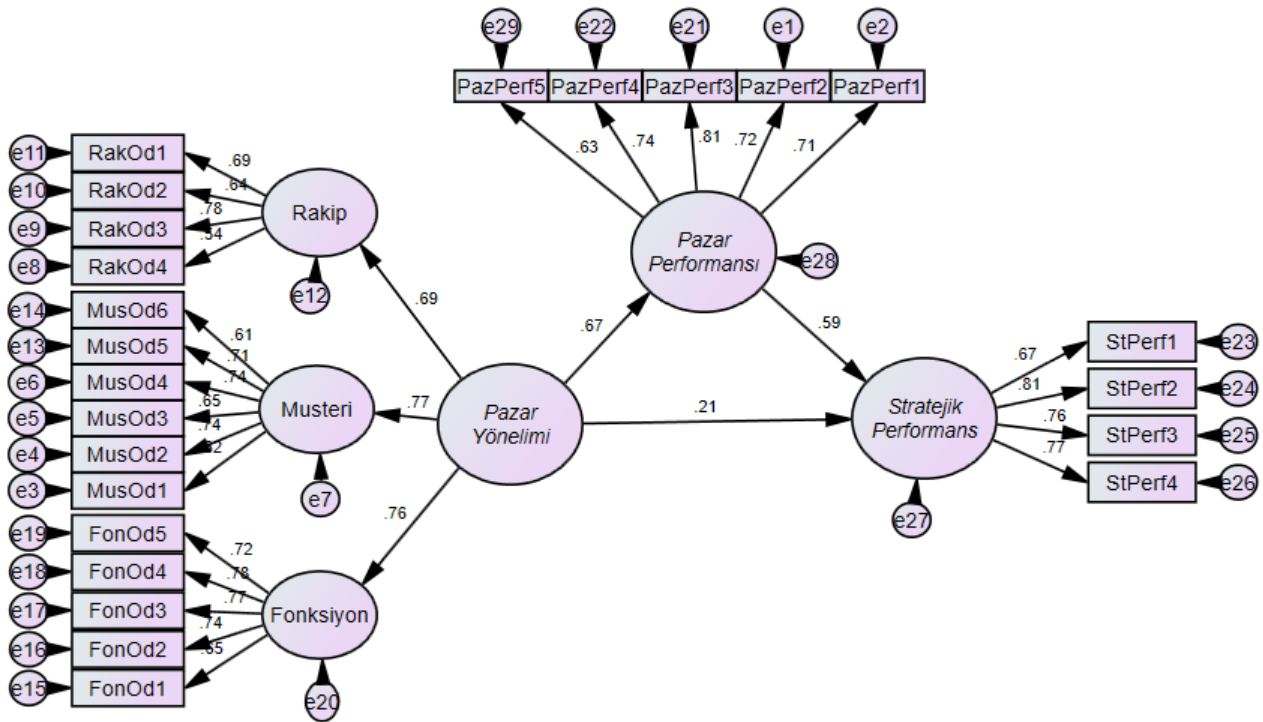 e29
e22
e21
e1
e2
PazPerf5
PazPerf4
PazPerf3
PazPerf2
PazPerf1
.63
.74
.81
.72
.71
Pazar
Performansı
e28
e11
RakOd1
e10
RakOd2
e9
RakOd3
e8
RakOd4
.69
.64
.78
.54
Rakip
e12
.69
.67
.59
e14
MusOd6
e13
MusOd5
e6
MusOd4
e5
MusOd3
e4
MusOd2
e3
MusOd1
.61
.71
.74
.65
.74
Musteri
e7
.77
Pazar
Yönelimi
.21
Stratejik
Performans
e27
.67
.81
.76
.77
StPerf1
e23
StPerf2
e24
StPerf3
e25
StPerf4
e26
.76
e19
FonOd5
e18
FonOd4
e17
FonOd3
e16
FonOd2
e15
FonOd1
.72
.78
.77
.74
Fonksiyon
e20